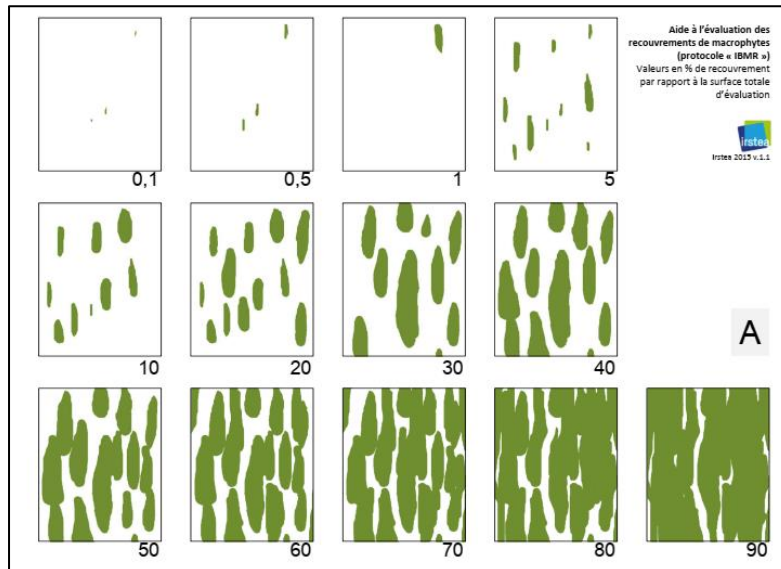 Aide à l'évaluation des
recouvrements de macrophytes
(protocole « IBMR »)
Valeurs en % de recouvrement
par rapport à la surface totale
d'évaluation
irstea
Irstea 2015 v.1.1
0,1
0,5
1
5
10
20
30
40
A
50
60
70
80
90